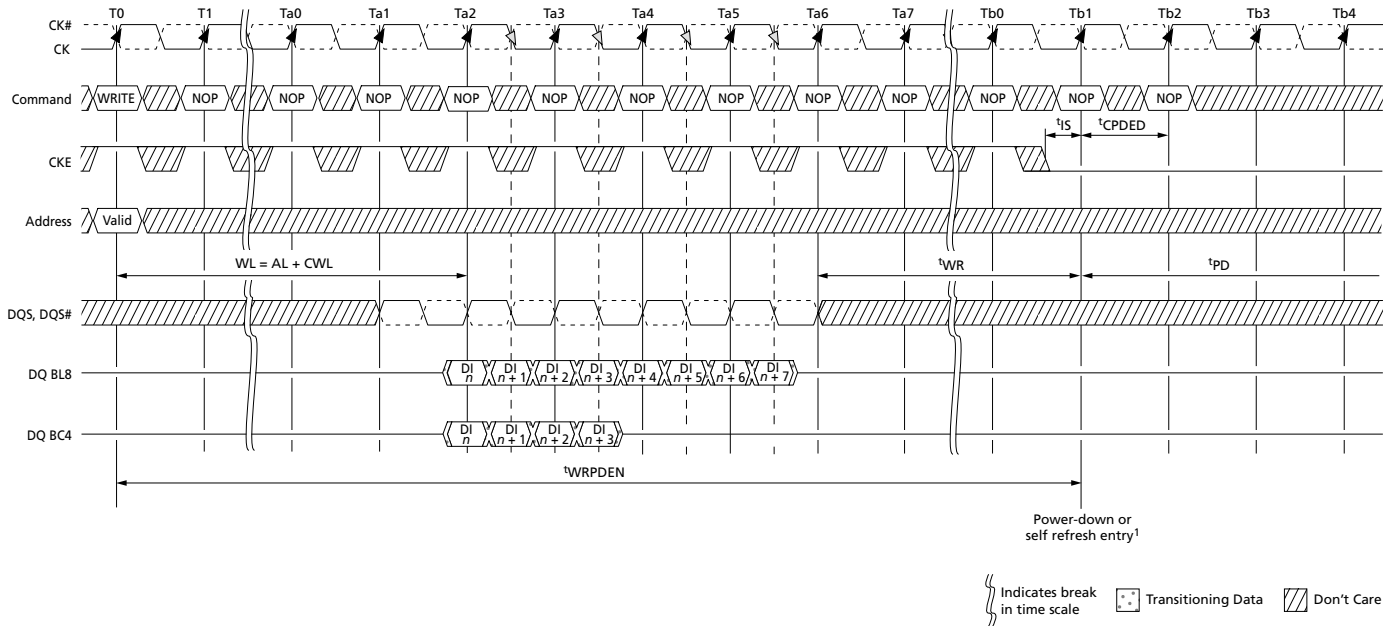 T0 T1 Ta0 Ta1 Ta2 Ta3 Ta4 Ta5 Ta6 Ta7 Tb0 Tb1 Tb2 Tb3 Tb4
CK#
CK
Command WRITE NOP NOP NOP NOP NOP NOP NOP NOP NOP NOP NOP NOP
tIS tCPDED
CKE
Address Valid
WL = AL + CWL tWR tPD
DQS, DQS#
DQ BL8 DI n DI n + 1 DI n + 2 DI n + 3 DI n + 4 DI n + 5 DI n + 6 DI n + 7
DQ BC4 DI n DI n + 1 DI n + 2 DI n + 3
tWRPDEN
Power-down or
self refresh entry1
Indicates break
in time scale
Transitioning Data
Don't Care